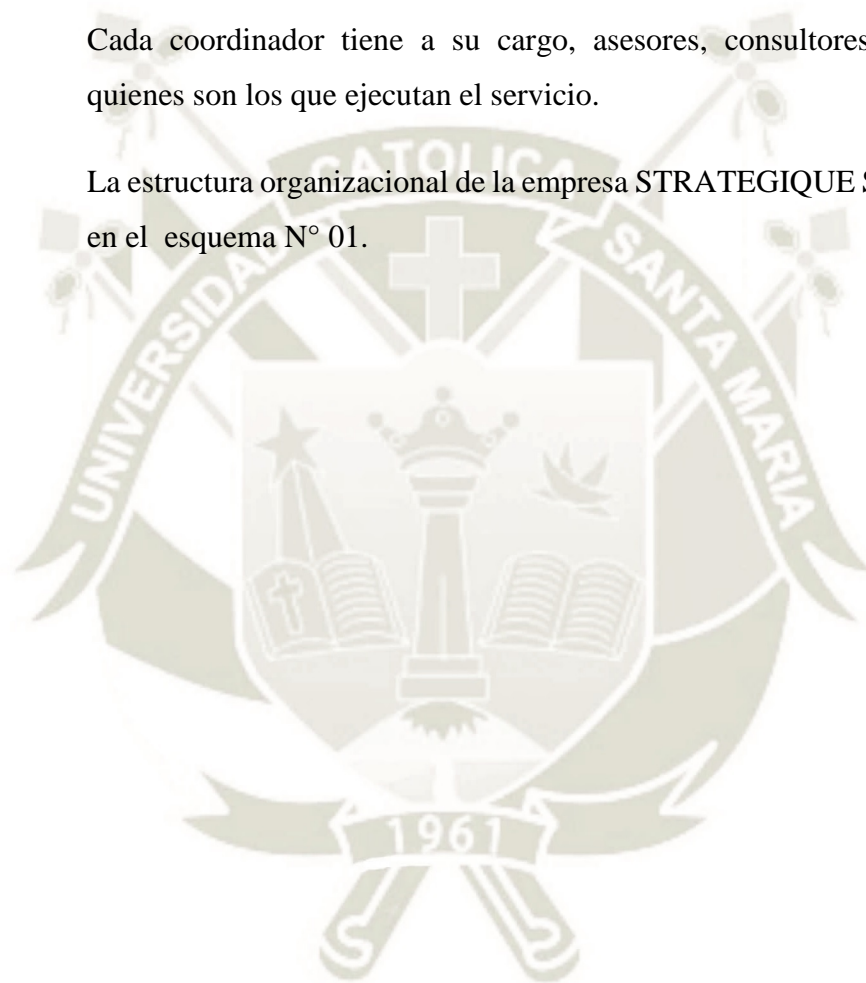 Cada coordinador tiene a su cargo, asesores, consultores
quienes son los que ejecutan el servicio.
La estructura organizacional de la empresa STRATEGIQUE
en el esquema N° 01.
UNIVERSIDAD CATOLICA SANTA MARIA
1961